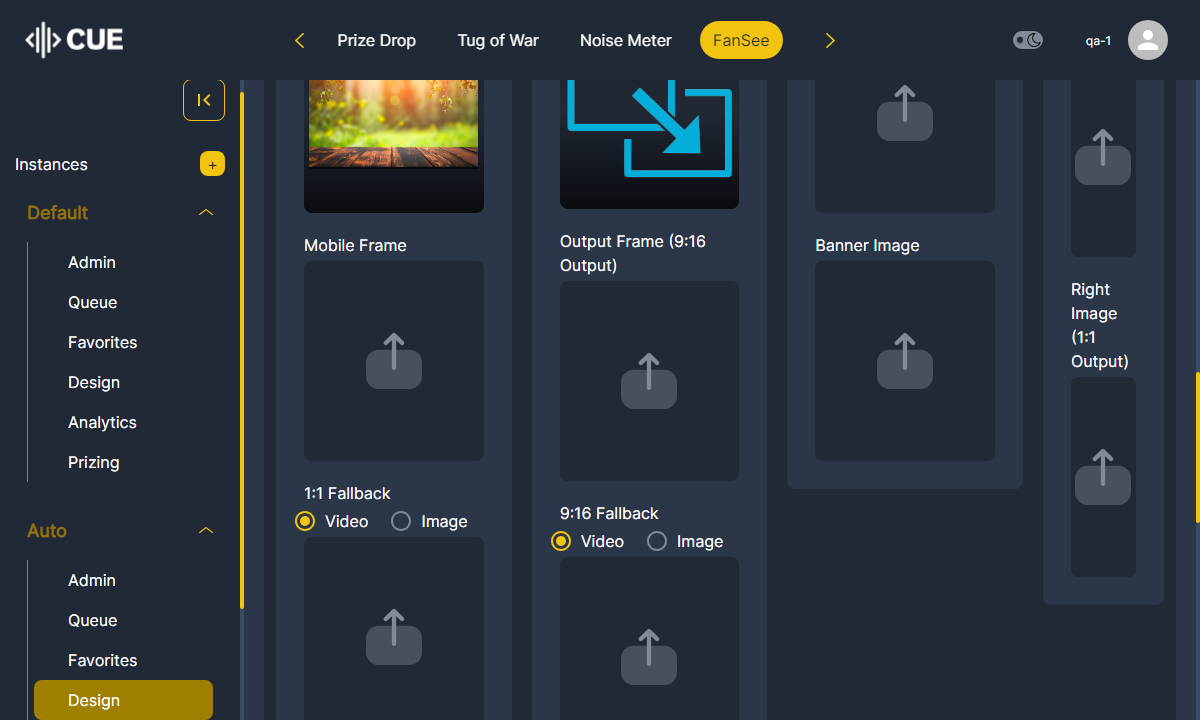 CUE
Prize Drop
Tug of War
Noise Meter
FanSee
qa-1
Instances
+
Default
Admin
Queue
Favorites
Design
Analytics
Prizing
Auto
Admin
Queue
Favorites
Design
Mobile Frame
1:1 Fallback
Video
Image
Output Frame (9:16
Output)
9:16 Fallback
Video
Image
Banner Image
Right
Image
(1:1
Output)